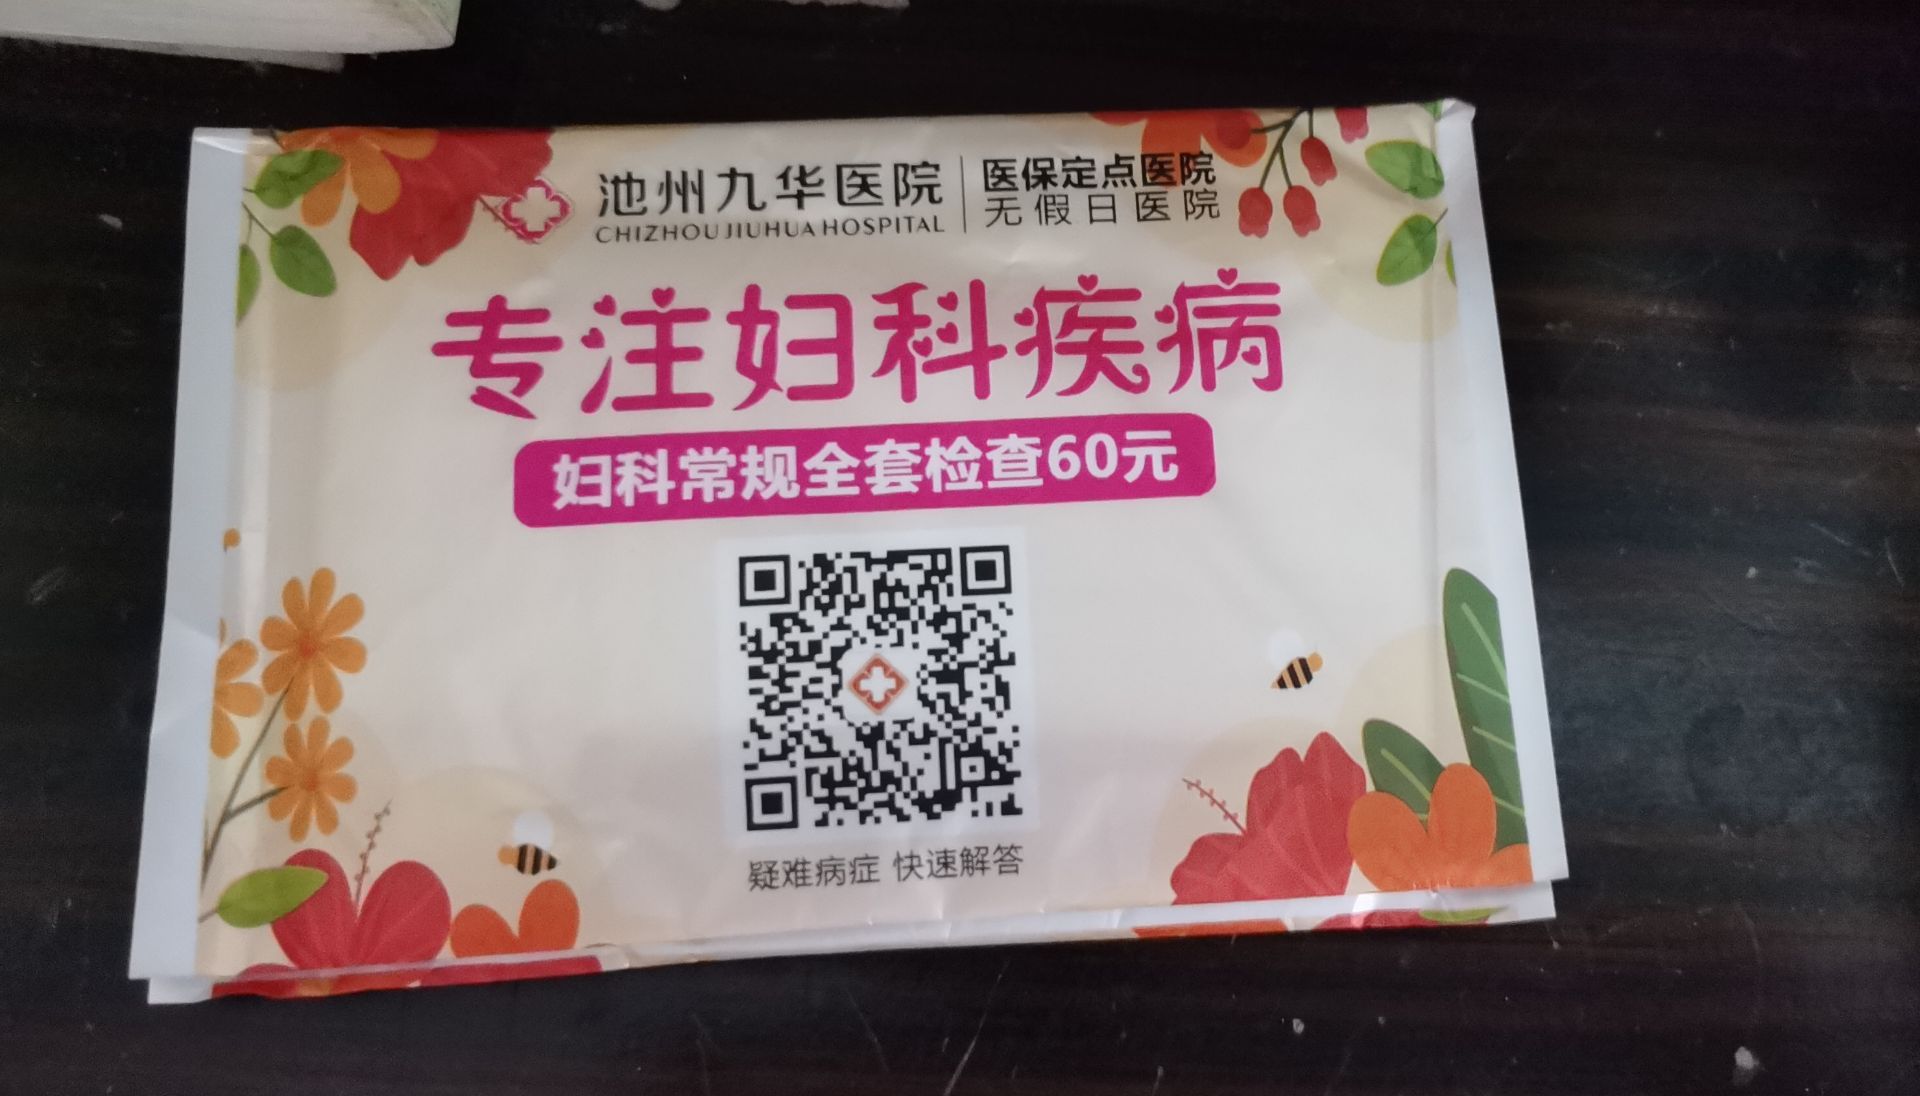 池州九华医院
CHIZHOU JIUHUA HOSPITAL
医保定点医院
无假日医院
专注妇科疾病
妇科常规全套检查60元
疑难病症 快速解答